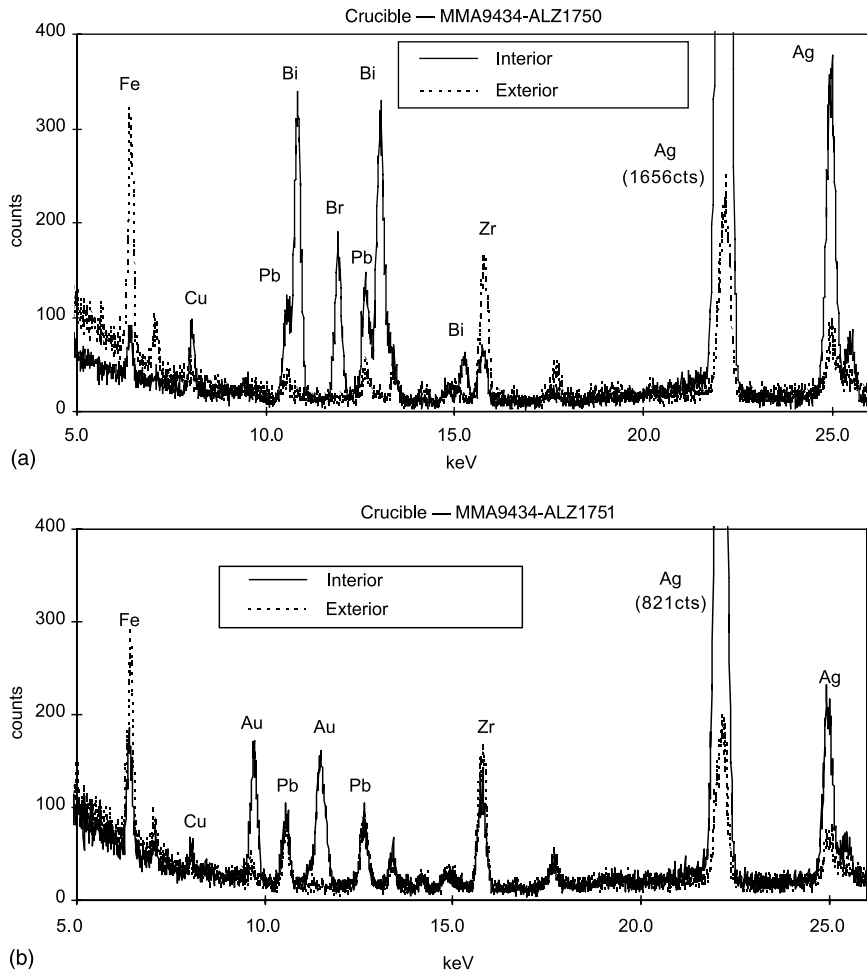 Crucible — MMA9434-ALZ1750
400
300
200
100
0
counts
Interior
Exterior
Fe
Cu
Pb
Bi
Br
Pb
Bi
Bi
Zr
Ag
(1656cts)
Ag
5.0 10.0 15.0 20.0 25.0
keV
(a)
Crucible — MMA9434-ALZ1751
400
300
200
100
0
counts
Interior
Exterior
Fe
Cu
Au
Pb
Au
Pb
Zr
Ag
(821cts)
Ag
5.0 10.0 15.0 20.0 25.0
keV
(b)